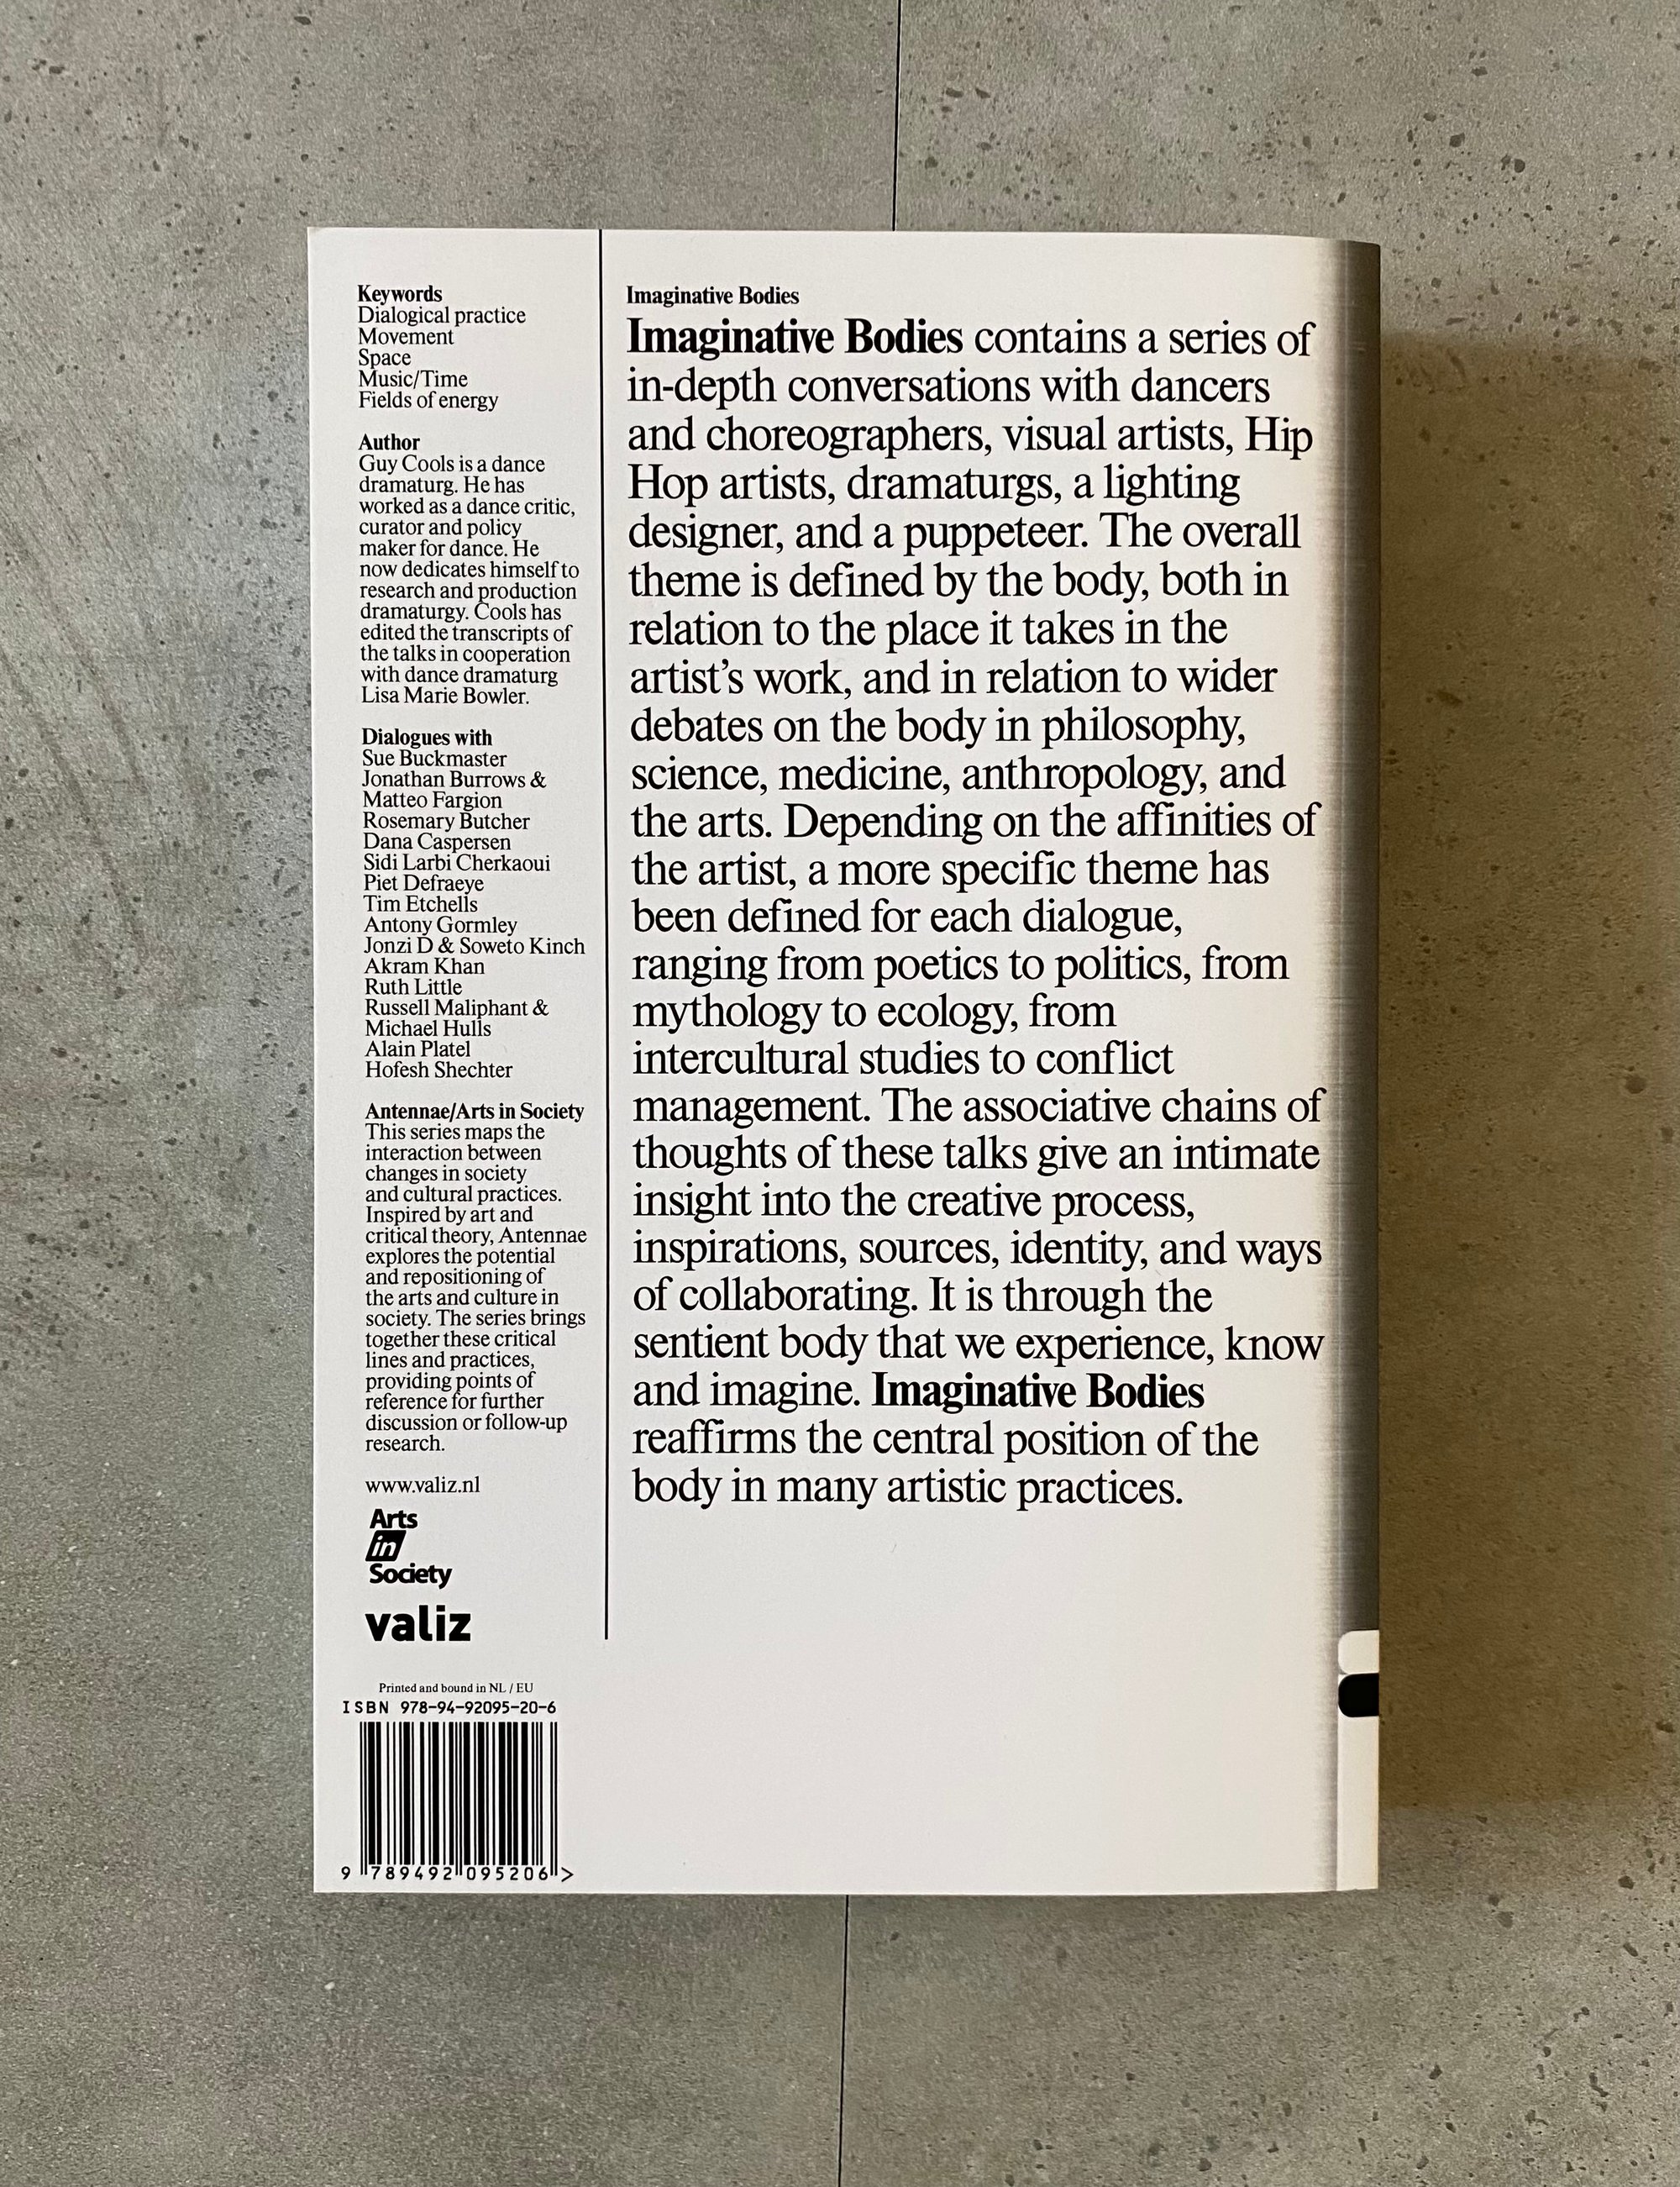 Keywords
Dialogical practice
Movement
Space
Music/Time
Fields of energy
Author
Guy Cools is a dance
dramaturg. He has
worked as a dance critic,
curator and policy
maker for dance. He
now dedicates himself to
research and production
dramaturgy. Cools has
edited the transcripts of
the talks in cooperation
with dance dramaturg
Lisa Marie Bowler.
Dialogues with
Sue Buckmaster
Jonathan Burrows &
Matteo Fargion
Rosemary Butcher
Dana Caspersen
Sidi Larbi Cherkaoui
Piet Defraeye
Tim Etchells
Antony Gormley
Jonzi D & Soweto Kinch
Akram Khan
Ruth Little
Russell Maliphant &
Michael Hulls
Alain Platel
Hofesh Shechter
Antennae/Arts in Society
This series maps the
interaction between
changes in society
and cultural practices.
Inspired by art and
critical theory, Antennae
explores the potential
and repositioning of
the arts and culture in
society. The series brings
together these critical
lines and practices,
providing points of
reference for further
discussion or follow-up
research.
www.valiz.nl
Arts
in
Society
valiz
Printed and bound in NL / EU
ISBN 978-94-92095-20-6
9 789492 095206 >
Imaginative Bodies
Imaginative Bodies contains a series of
in-depth conversations with dancers
and choreographers, visual artists, Hip
Hop artists, dramaturgs, a lighting
designer, and a puppeteer. The overall
theme is defined by the body, both in
relation to the place it takes in the
artist's work, and in relation to wider
debates on the body in philosophy,
science, medicine, anthropology, and
the arts. Depending on the affinities of
the artist, a more specific theme has
been defined for each dialogue,
ranging from poetics to politics, from
mythology to ecology, from
intercultural studies to conflict
management. The associative chains of
thoughts of these talks give an intimate
insight into the creative process,
inspirations, sources, identity, and ways
of collaborating. It is through the
sentient body that we experience, know
and imagine. Imaginative Bodies
reaffirms the central position of the
body in many artistic practices.